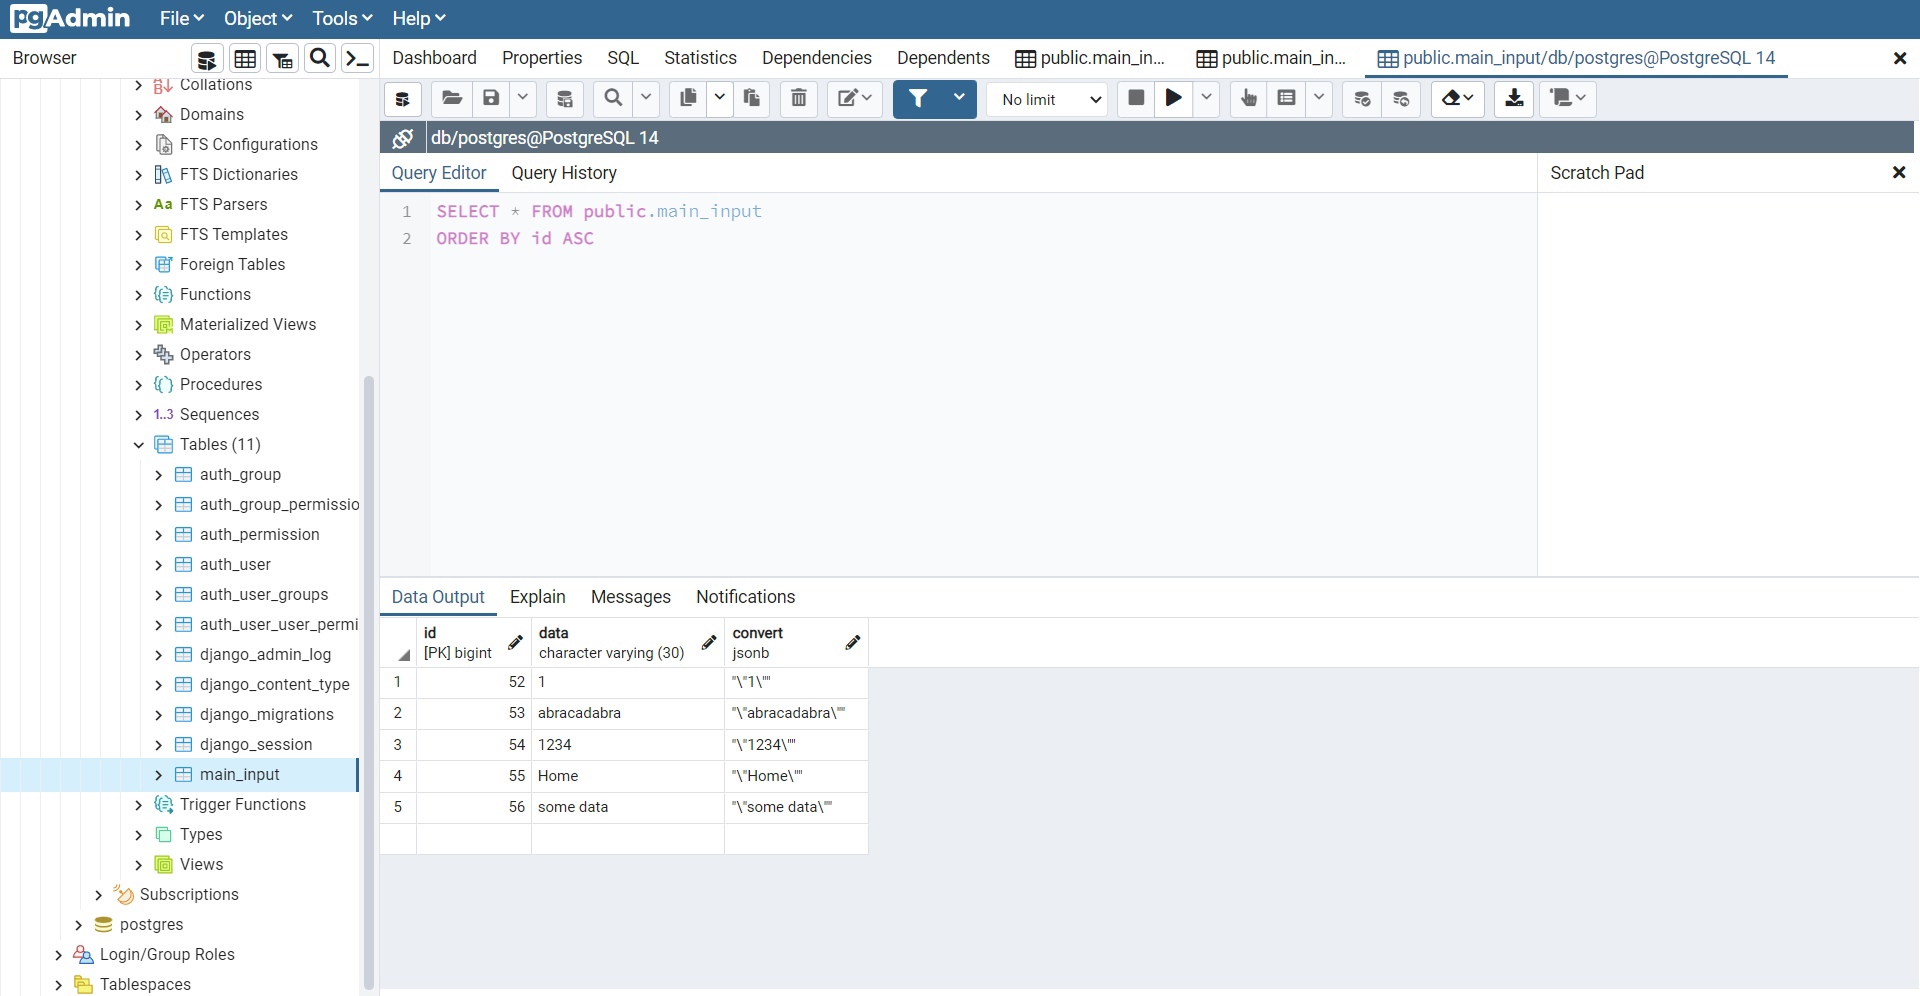 pgAdmin File Object Tools Help
Browser
Dashboard Properties SQL Statistics Dependencies Dependents public.main_in... public.main_in... public.main_input/db/postgres@PostgreSQL 14
No limit
db/postgres@PostgreSQL 14
Query Editor Query History
Scratch Pad
1 SELECT * FROM public.main_input
2 ORDER BY id ASC
Collations
Domains
FTS Configurations
FTS Dictionaries
Aa FTS Parsers
FTS Templates
Foreign Tables
Functions
Materialized Views
Operators
Procedures
1..3 Sequences
Tables (11)
auth_group
auth_group_permissio
auth_permission
auth_user
auth_user_groups
auth_user_user_permi
django_admin_log
django_content_type
django_migrations
django_session
main_input
Trigger Functions
Types
Views
Subscriptions
postgres
Login/Group Roles
Tablespaces
Data Output Explain Messages Notifications
id data convert
[PK] bigint character varying (30) jsonb
1 52 1 "\"1\""
2 53 abracadabra "\"abracadabra\""
3 54 1234 "\"1234\""
4 55 Home "\"Home\""
5 56 some data "\"some data\""